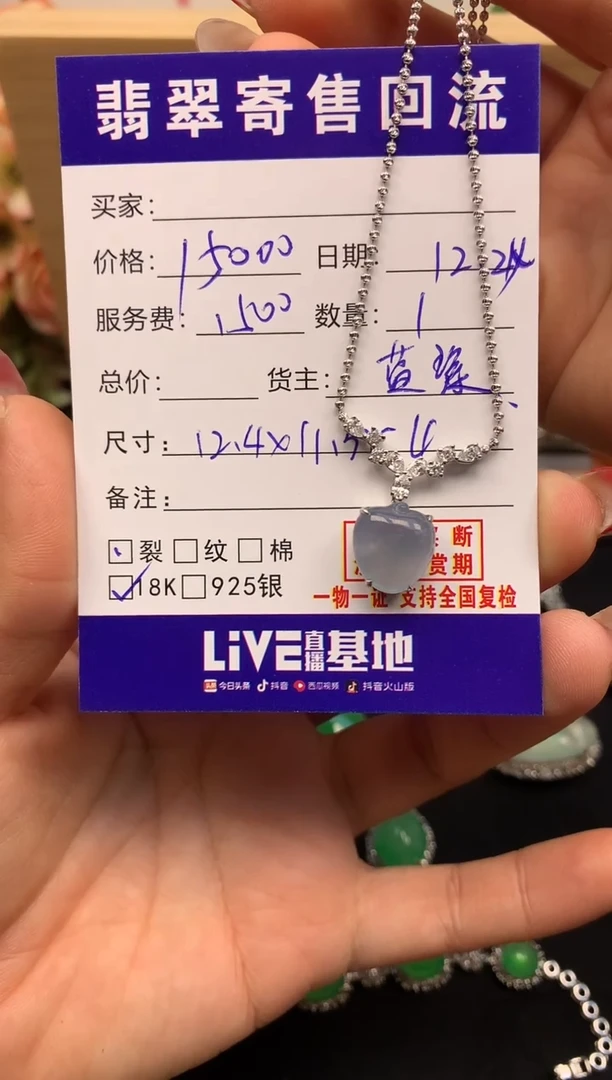 翡翠寄售回流
买家:
价格: 15000 日期: 12.24
服务费: 1500 数量: 1
总价: 货主:
尺寸: 12.4x11.5
备注:
裂 纹 棉
断
18K 925银
赏期
一物一证 支持全国复检
LiVE直播基地
头条 今日头条 抖音 西瓜视频 抖音火山版